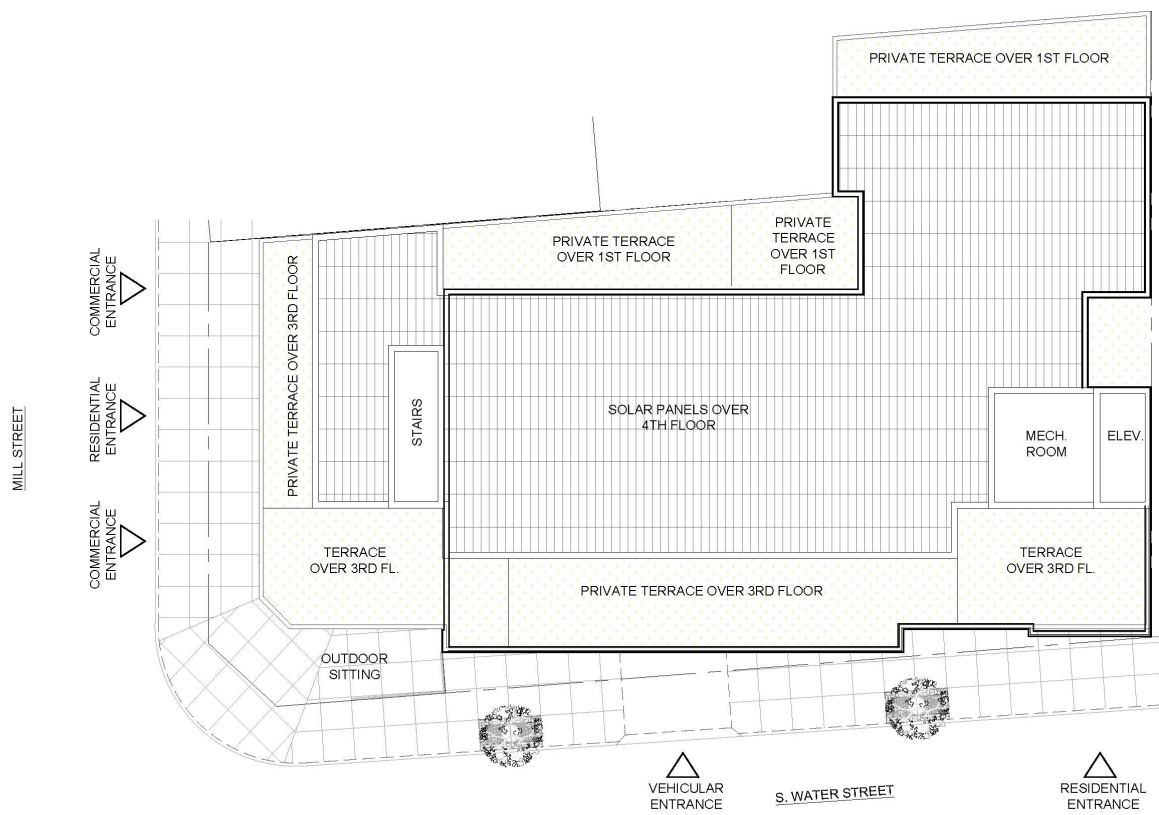 PRIVATE TERRACE OVER 1ST FLOOR
PRIVATE TERRACE
OVER 1ST FLOOR
PRIVATE
TERRACE
OVER 1ST
FLOOR
COMMERCIAL
ENTRANCE
PRIVATE TERRACE OVER 3RD FLOOR
RESIDENTIAL
ENTRANCE
MILL STREET
STAIRS
SOLAR PANELS OVER
4TH FLOOR
MECH.
ROOM
ELEV.
COMMERCIAL
ENTRANCE
TERRACE
OVER 3RD FL.
PRIVATE TERRACE OVER 3RD FLOOR
TERRACE
OVER 3RD FL.
OUTDOOR
SITTING
VEHICULAR
ENTRANCE
S. WATER STREET
RESIDENTIAL
ENTRANCE